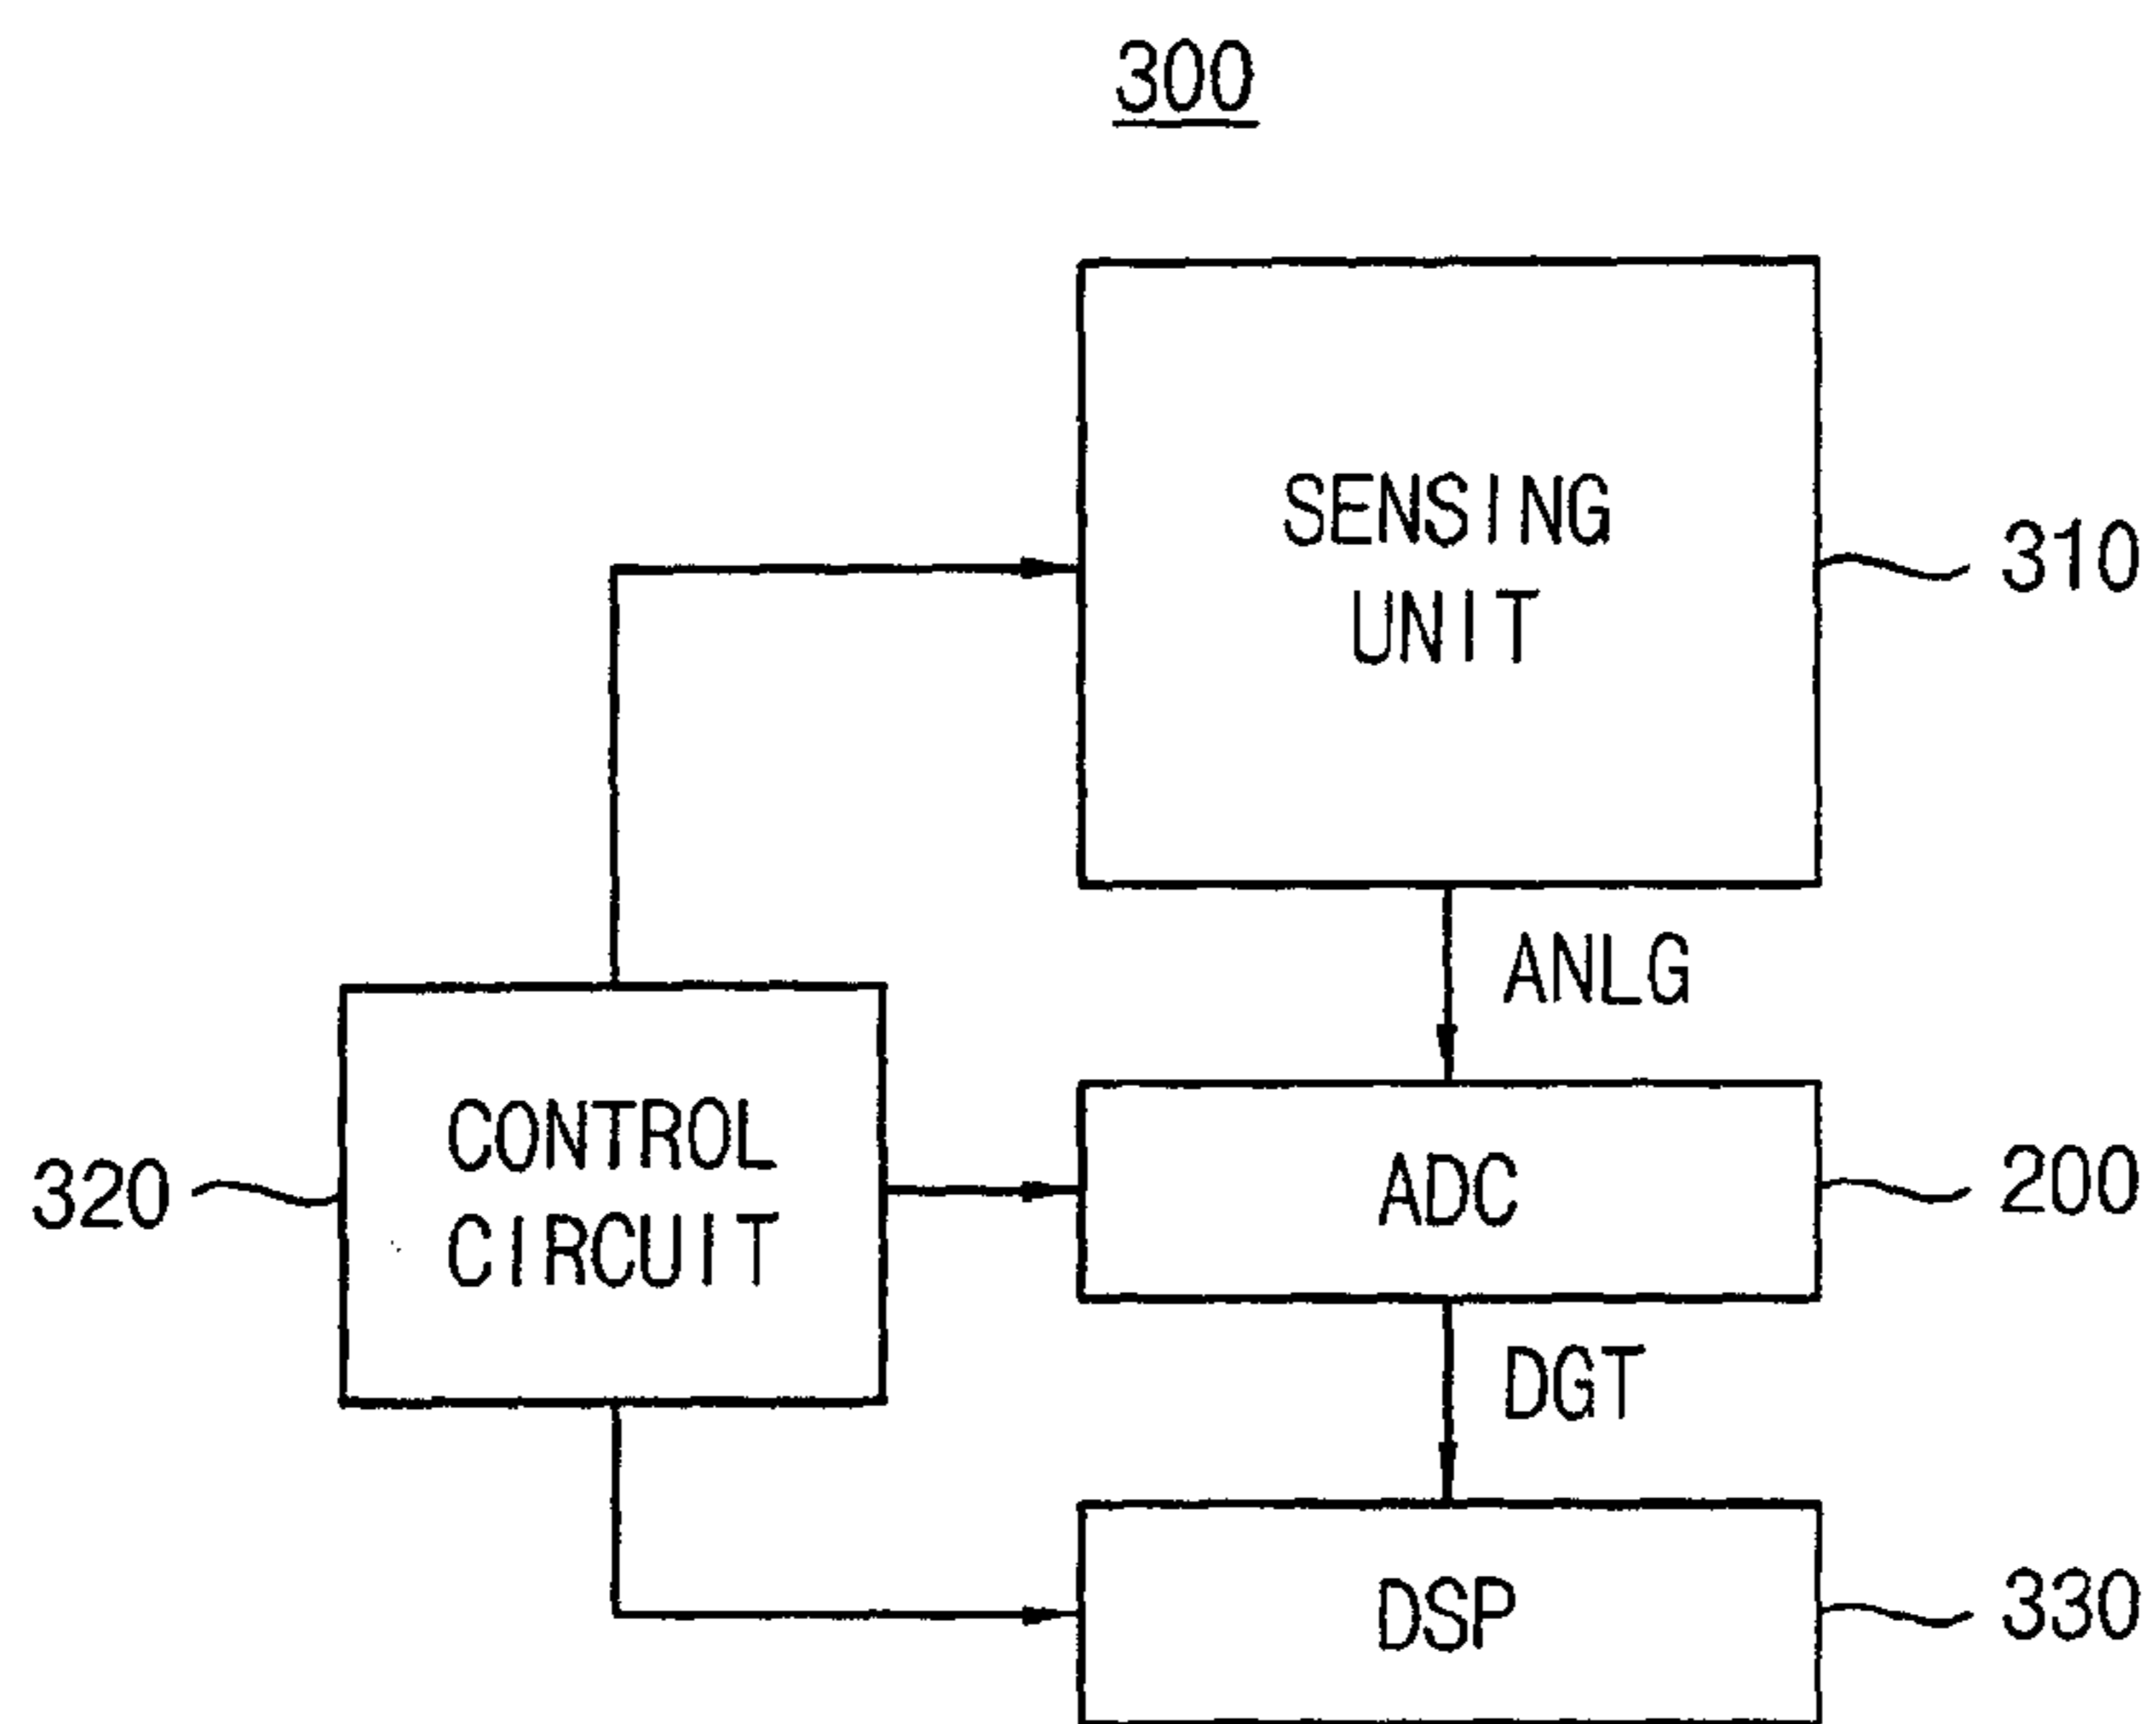 300
SENSING
UNIT
310
ANLG
CONTROL
CIRCUIT
320
ADC
200
DGT
DSP
330